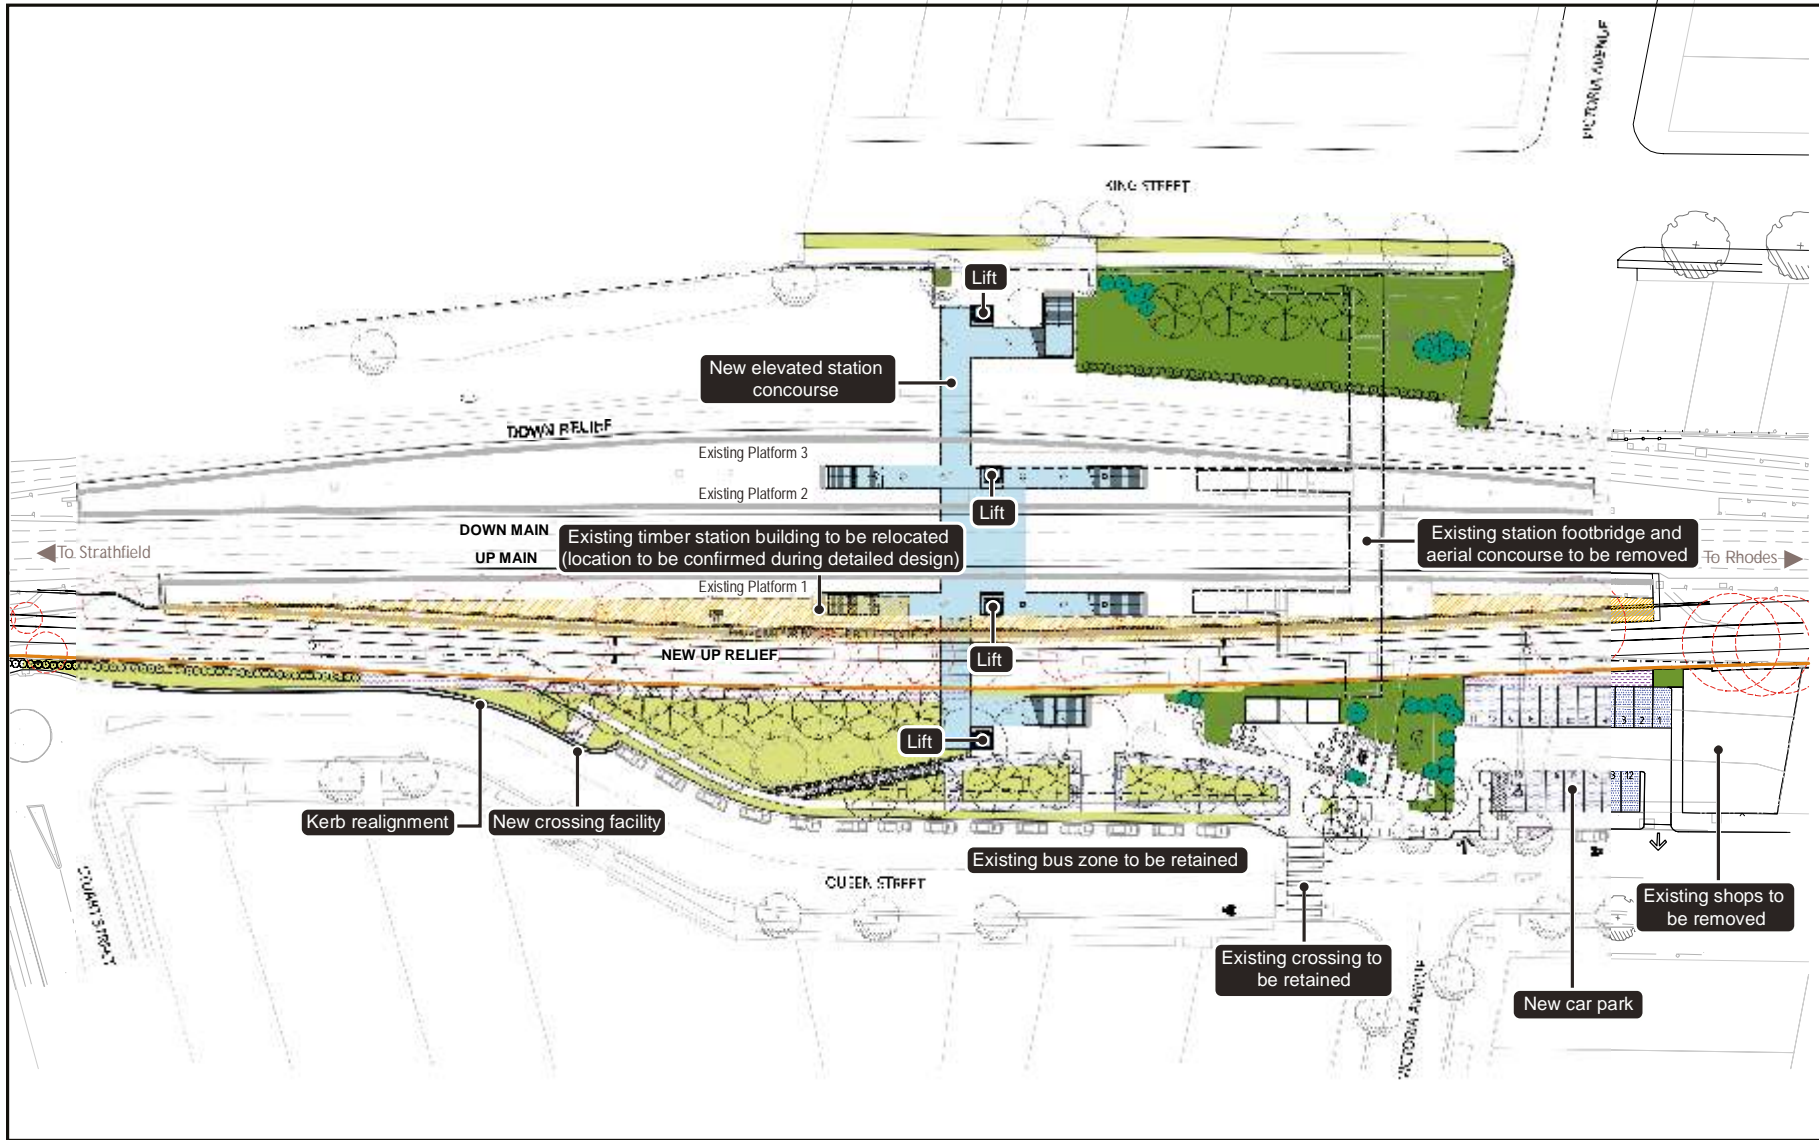 VICTORIA AVENUE
KING STREET
Lift
New elevated station
concourse
DOWN RELIEF
Existing Platform 3
Lift
Existing Platform 2
DOWN MAIN
Existing timber station building to be relocated
(location to be confirmed during detailed design)
Existing station footbridge and
aerial concourse to be removed
To Strathfield
UP MAIN
To Rhodes
Existing Platform 1
Lift
NEW UP RELIEF
Lift
3 2 1
12
Kerb realignment
New crossing facility
Existing bus zone to be retained
QUEEN STREET
STUART STREET
Existing shops to
be removed
Existing crossing to
be retained
New car park
VICTORIA AVENUE